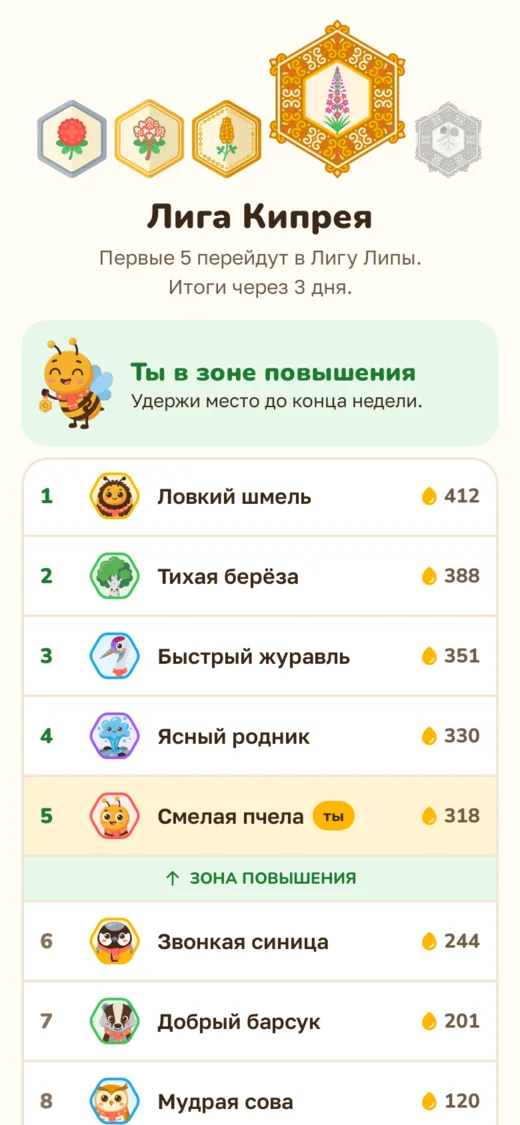 Лига Кипрея
Первые 5 перейдут в Лигу Липы.
Итоги через 3 дня.
Ты в зоне повышения
Удержи место до конца недели.
1 Ловкий шмель 412
2 Тихая берёза 388
3 Быстрый журавль 351
4 Ясный родник 330
5 Смелая пчела ты 318
↑ ЗОНА ПОВЫШЕНИЯ
6 Звонкая синица 244
7 Добрый барсук 201
8 Мудрая сова 120